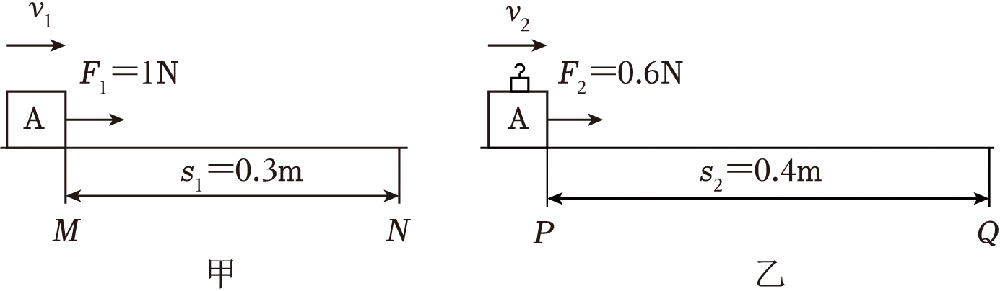 v₁
F₁=1N
A
s₁=0.3m
M
N
甲
v₂
F₂=0.6N
A
s₂=0.4m
P
Q
乙